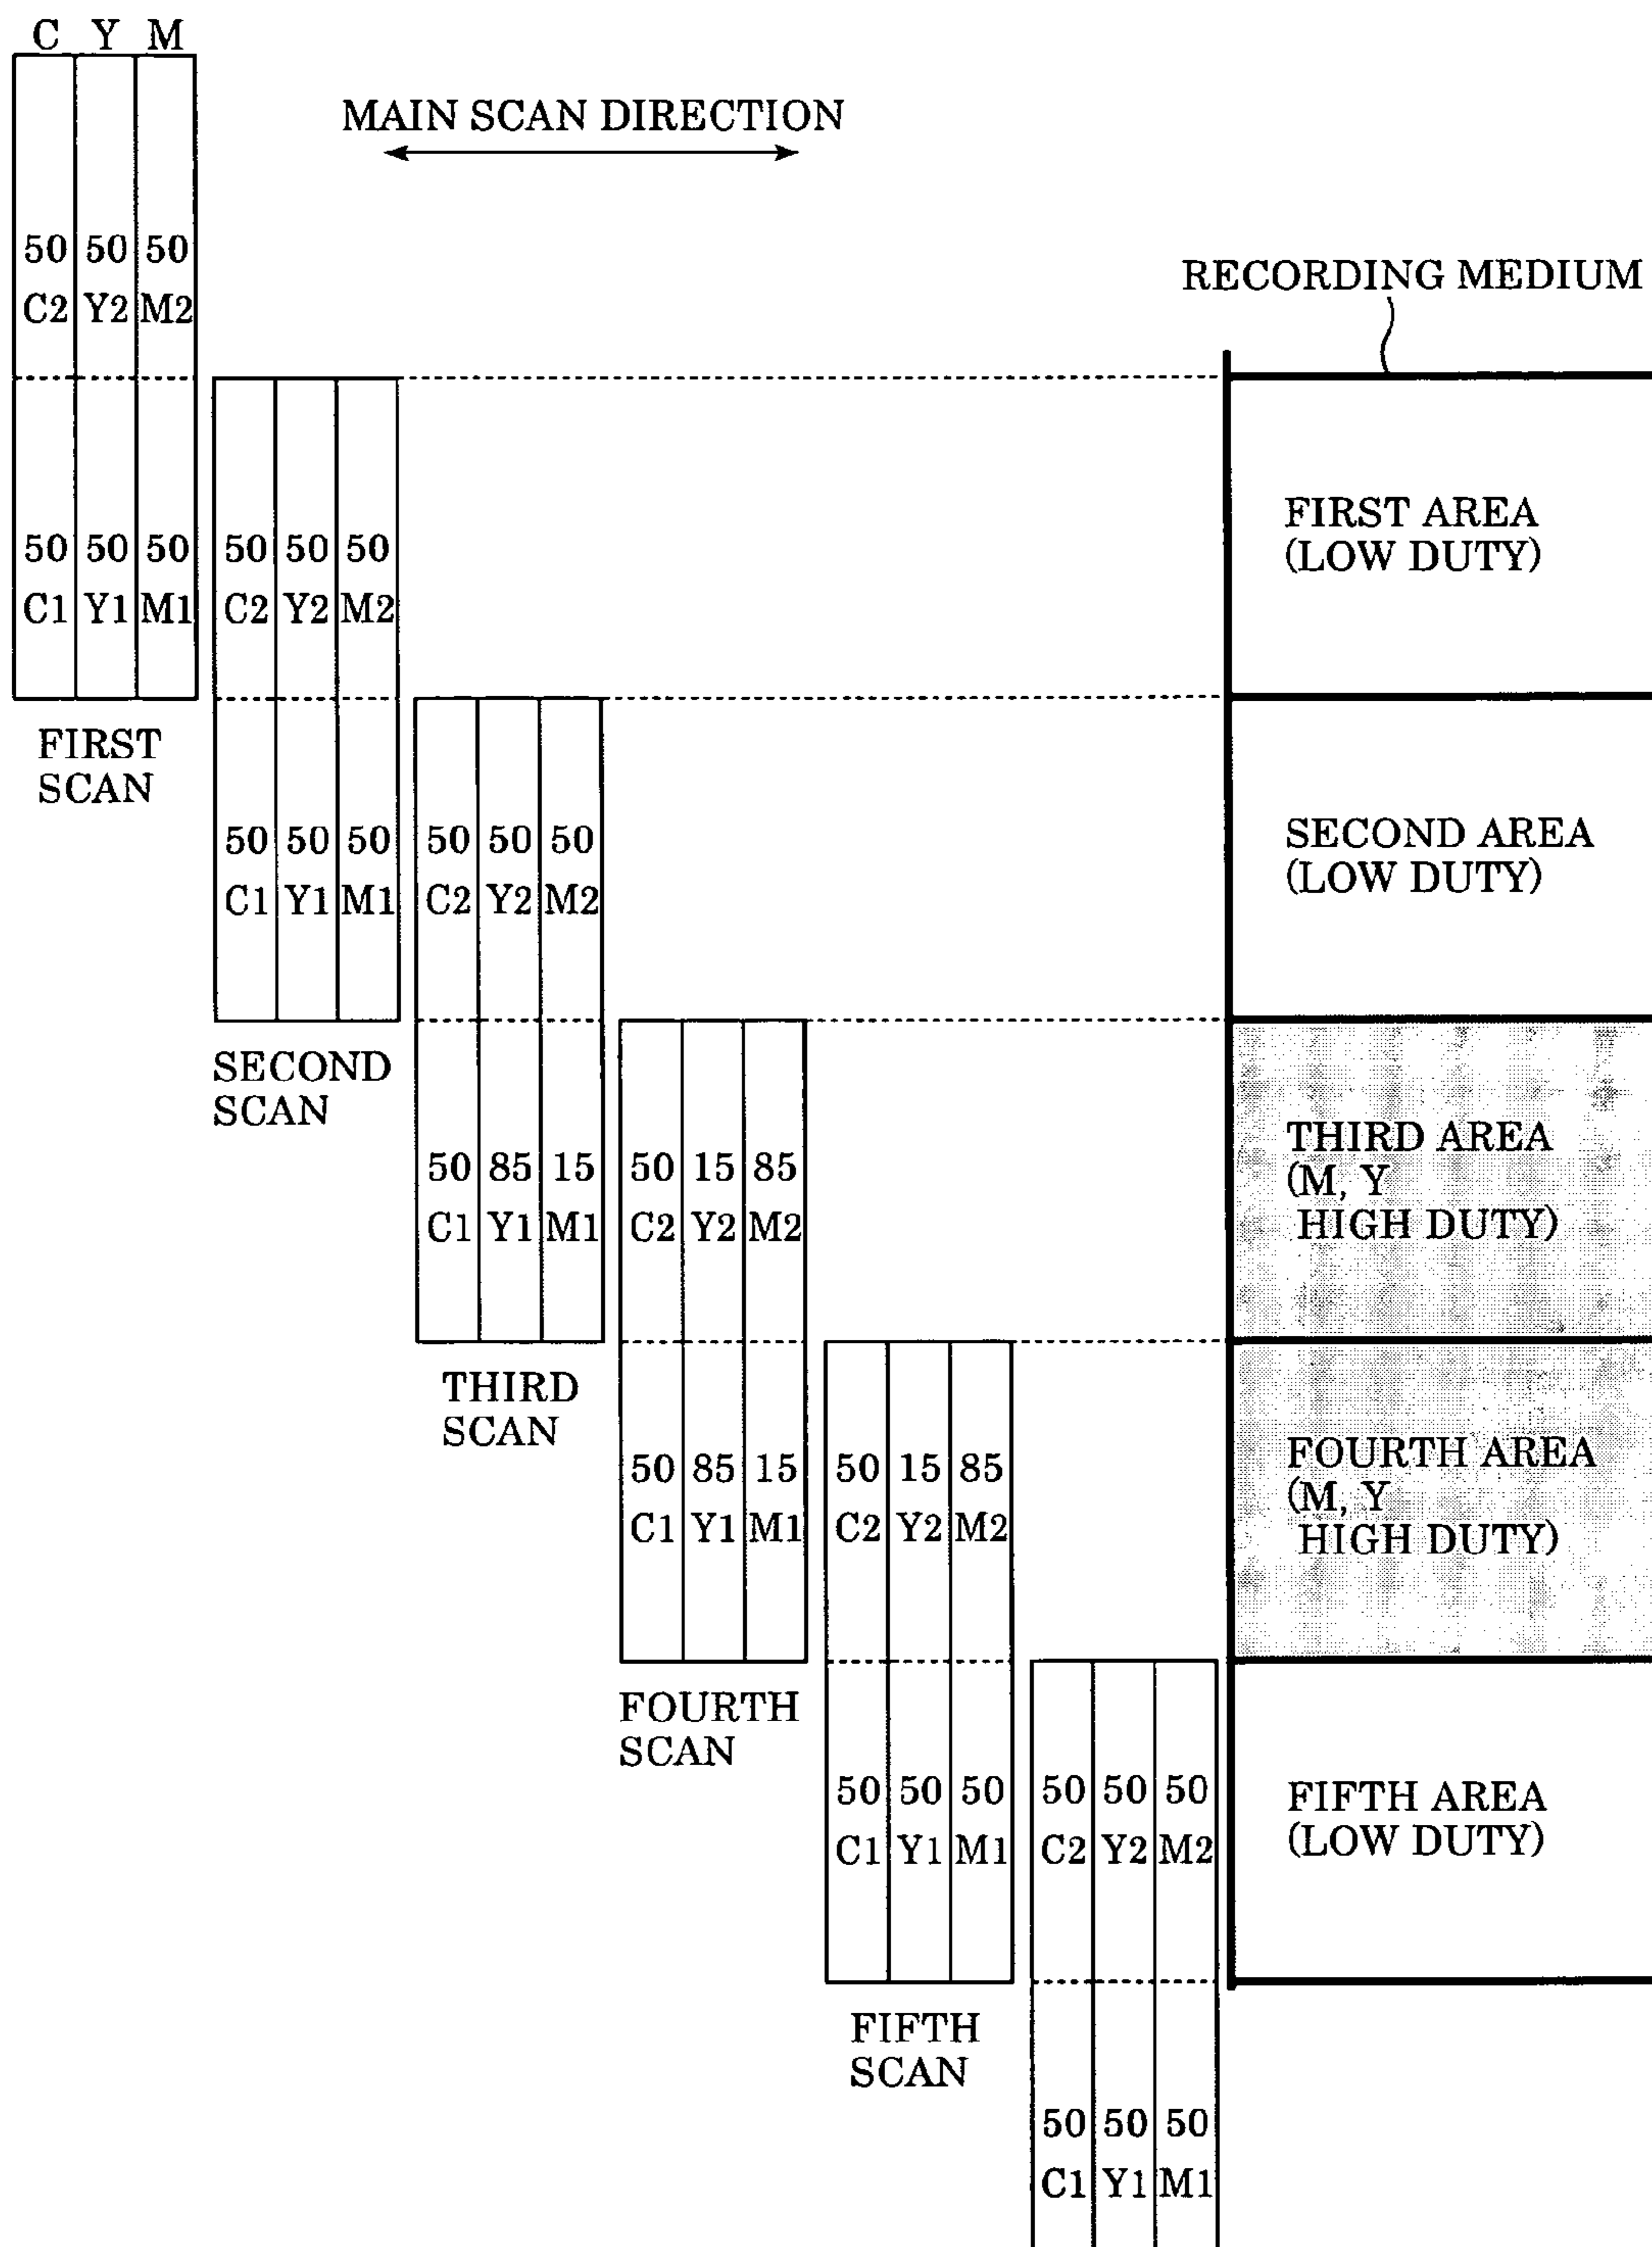 C Y M
MAIN SCAN DIRECTION
50 50 50
C2 Y2 M2
RECORDING MEDIUM
FIRST AREA
(LOW DUTY)
50 50 50 50 50 50
C1 Y1 M1 C2 Y2 M2
FIRST
SCAN
SECOND AREA
(LOW DUTY)
50 50 50 50 50 50
C1 Y1 M1 C2 Y2 M2
SECOND
SCAN
THIRD AREA
(M, Y
HIGH DUTY)
50 85 15 50 15 85
C1 Y1 M1 C2 Y2 M2
THIRD
SCAN
FOURTH AREA
(M, Y
HIGH DUTY)
50 85 15 50 15 85
C1 Y1 M1 C2 Y2 M2
FOURTH
SCAN
FIFTH AREA
(LOW DUTY)
50 50 50 50 50 50
C1 Y1 M1 C2 Y2 M2
FIFTH
SCAN
50 50 50
C1 Y1 M1